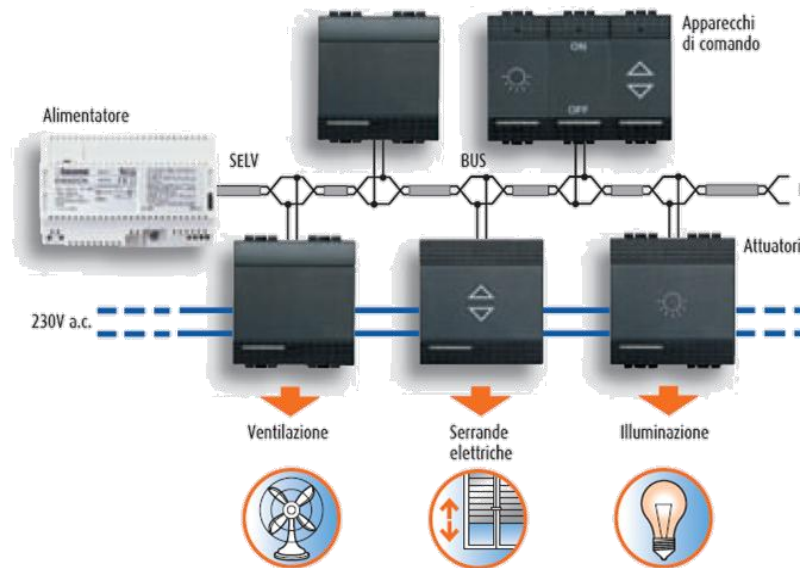 Apparecchi
di comando
ON
OFF
Alimentatore
SELV
BUS
Attuatori
230V a.c.
Ventilazione
Serrande
elettriche
Illuminazione